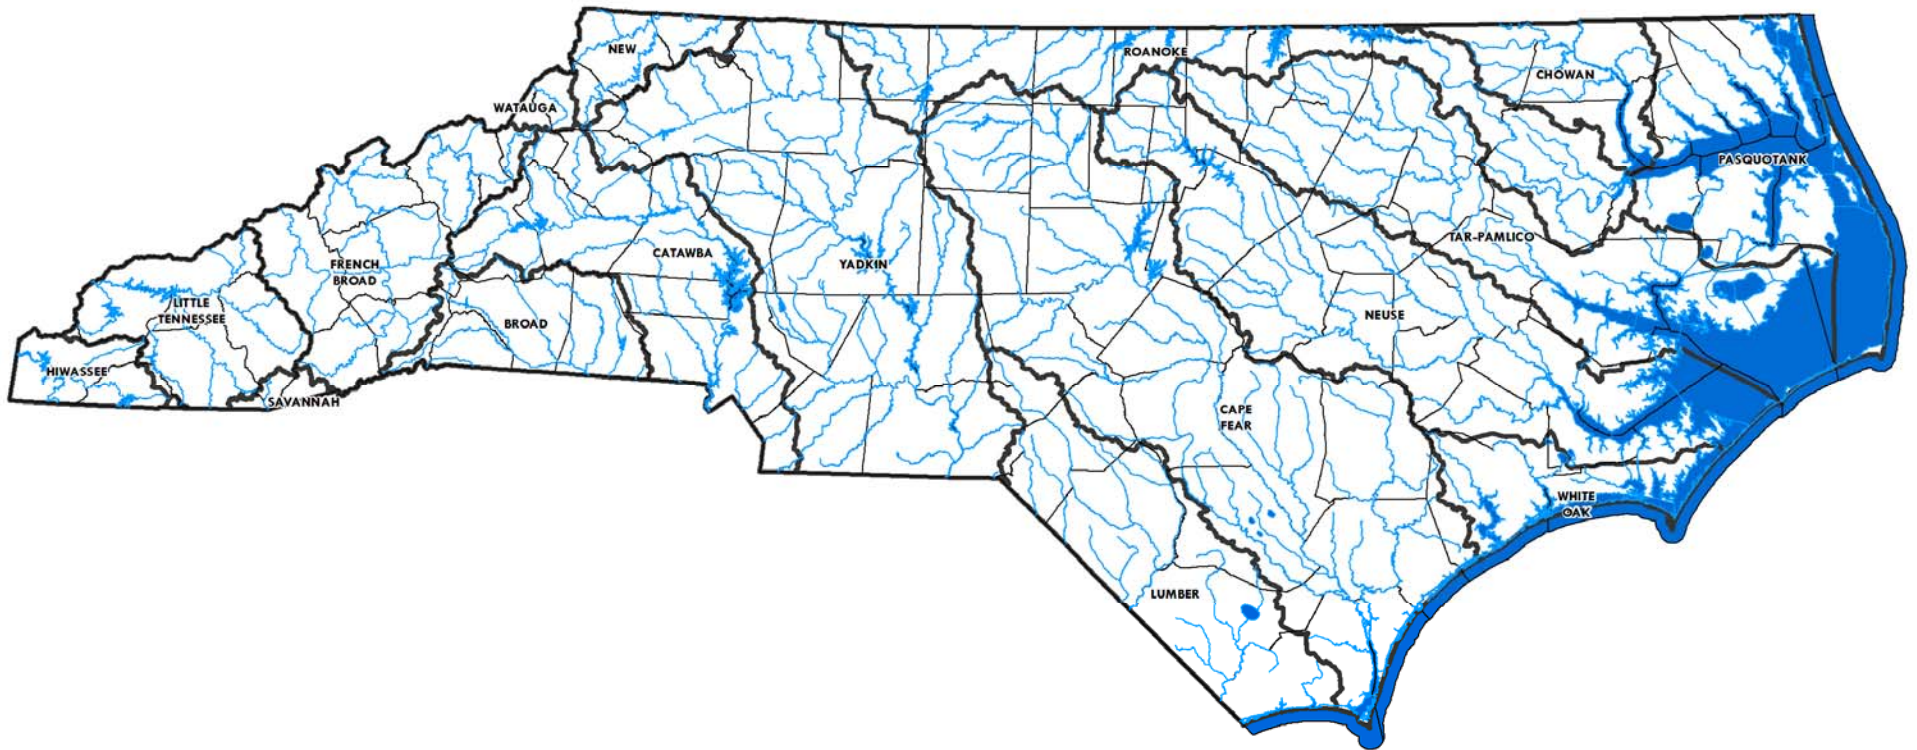 NEW
ROANOKE
CHOWAN
WATAUGA
PASQUOTANK
TAR-PAMLICO
CATAWBA
YADKIN
FRENCH
BROAD
LITTLE
TENNESSEE
BROAD
NEUSE
HIWASSEE
SAVANNAH
CAPE
FEAR
WHITE
OAK
LUMBER